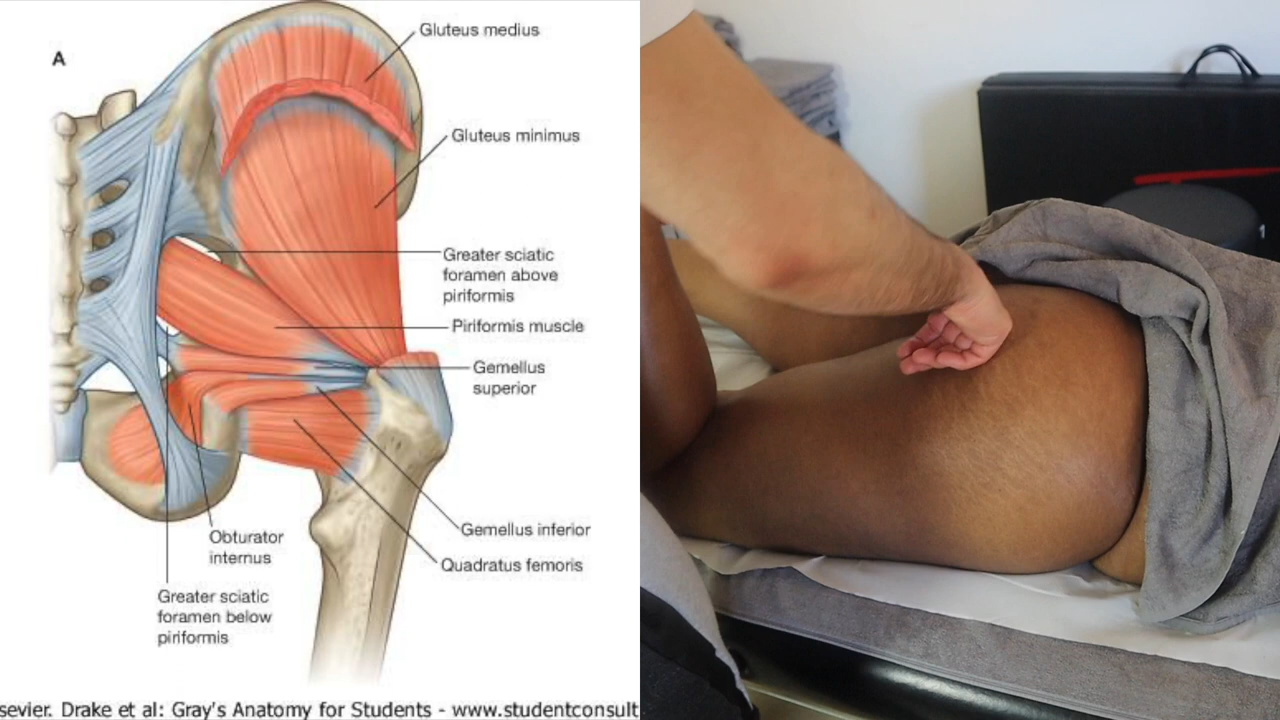 A
Gluteus medius
Gluteus minimus
Greater sciatic
foramen above
piriformis
Piriformis muscle
Gemellus
superior
Gemellus inferior
Quadratus femoris
Obturator
internus
Greater sciatic
foramen below
piriformis
sevier. Drake et al: Gray's Anatomy for Students - www.studentconsult